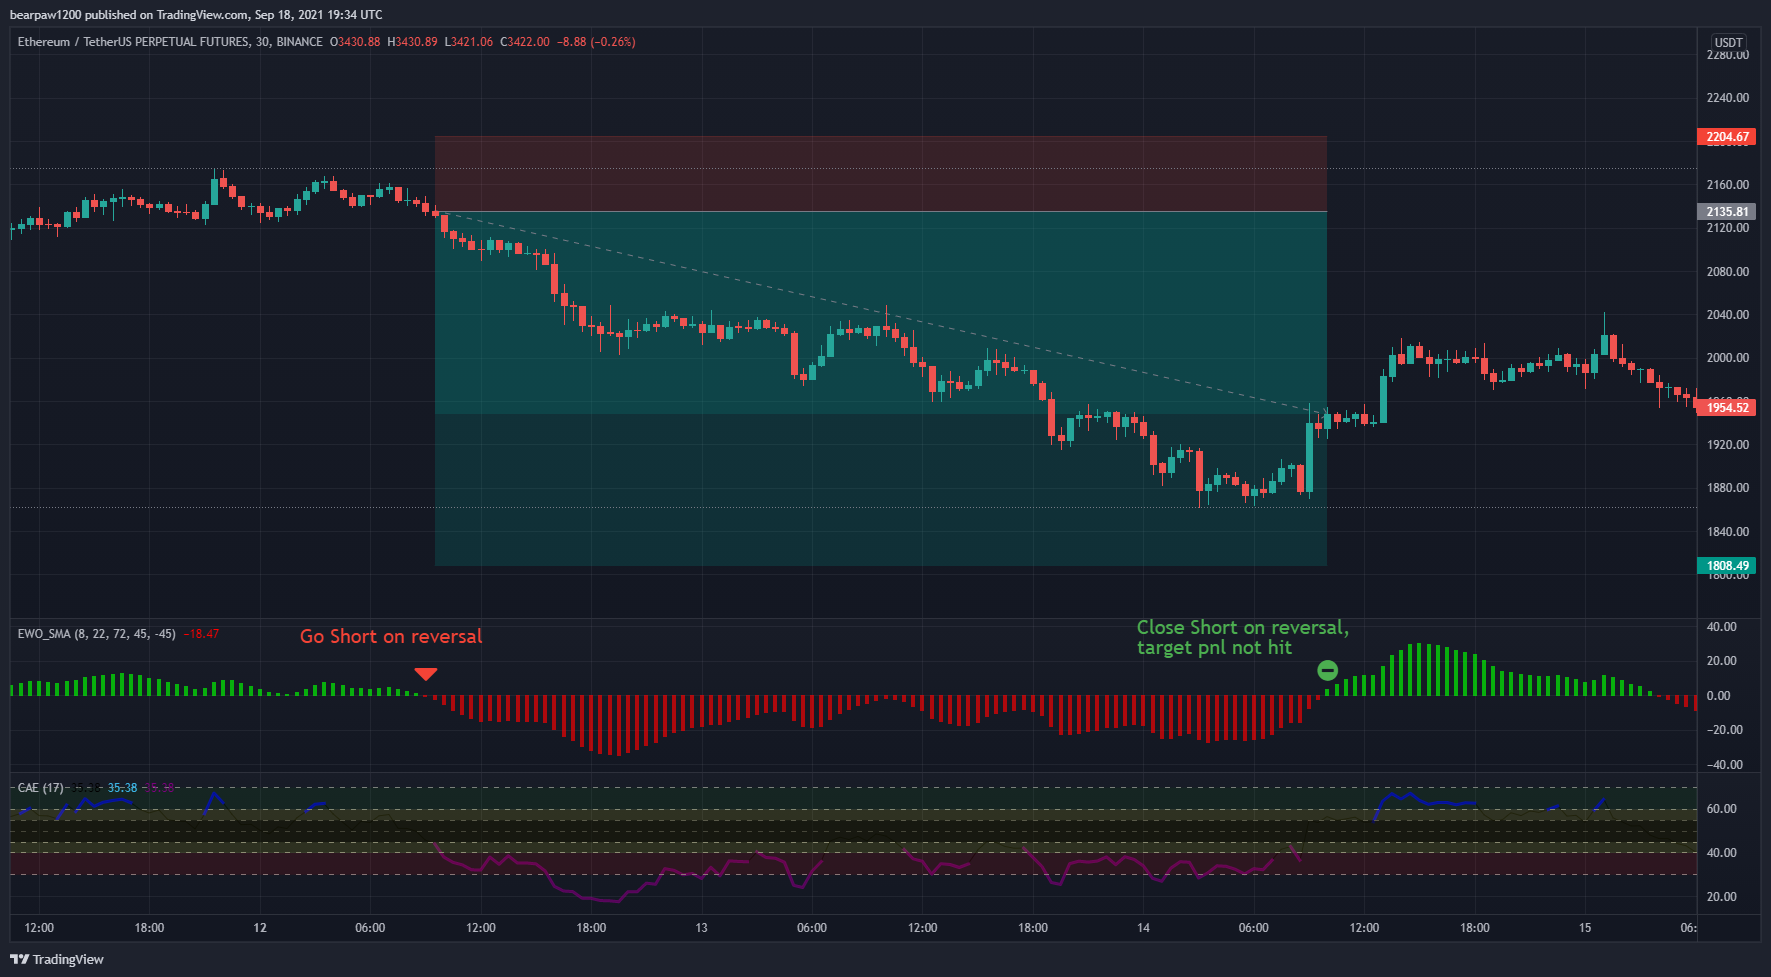 bearpaw1200 published on TradingView.com, Sep 18, 2021 19:34 UTC
Ethereum / TetherUS PERPETUAL FUTURES, 30, BINANCE O3430.88 H3430.89 L3421.06 C3422.00 −8.88 (−0.26%)
USDT
2280.00
2240.00
2204.67
2160.00
2135.81
2120.00
2080.00
2040.00
2000.00
1954.52
1920.00
1880.00
1840.00
1808.49
1800.00
EWO_SMA (8, 22, 72, 45, -45) −18.47
Go Short on reversal
Close Short on reversal,
target pnl not hit
40.00
20.00
0.00
−20.00
−40.00
CAE (17) 35.38 35.38 35.38
60.00
40.00
20.00
12:00 18:00 12 06:00 12:00 18:00 13 06:00 12:00 18:00 14 06:00 12:00 18:00 15 06:
TradingView